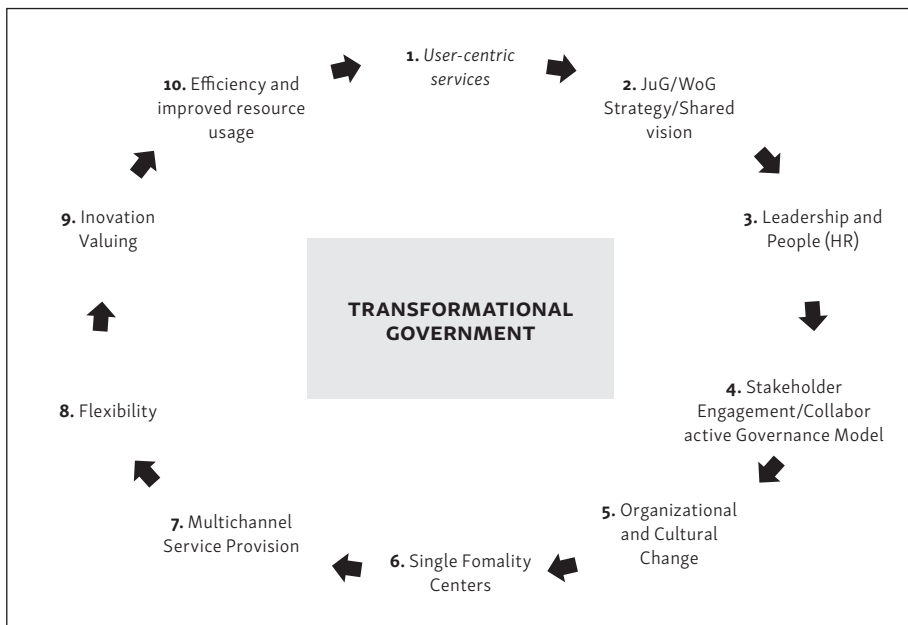 1. User-centric
services
2. JuG/WoG
Strategy/Shared
vision
3. Leadership and
People (HR)
4. Stakeholder
Engagement/Collabor
active Governance Model
5. Organizational
and Cultural
Change
6. Single Fomality
Centers
7. Multichannel
Service Provision
8. Flexibility
9. Inovation
Valuing
10. Efficiency and
improved resource
usage
TRANSFORMATIONAL
GOVERNMENT